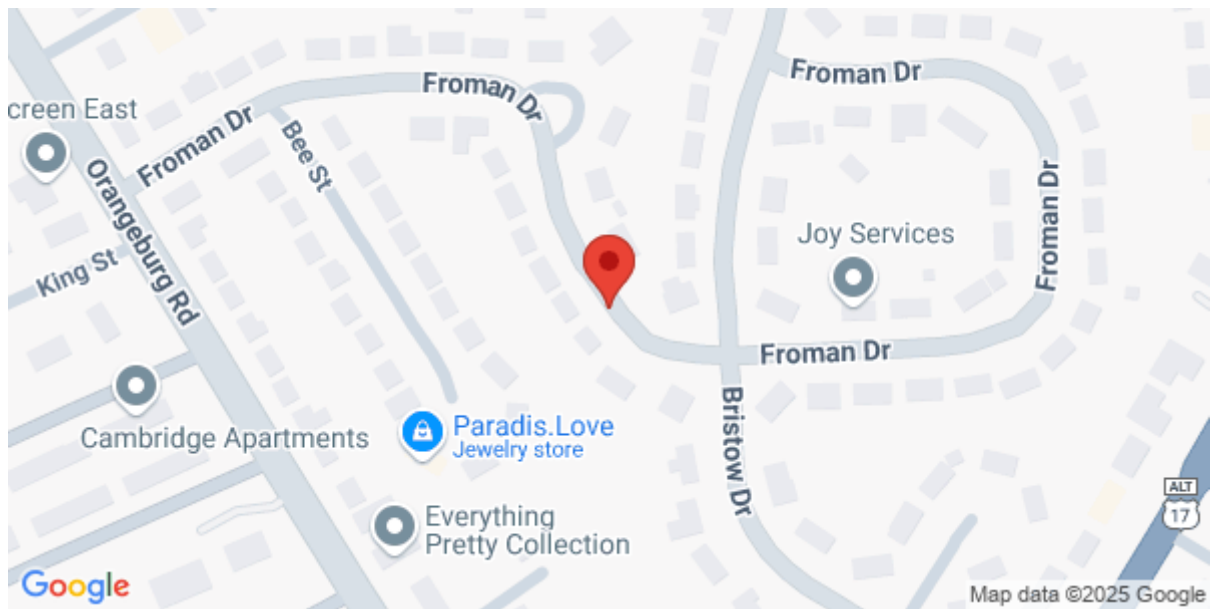 creen East
Orangeburg Rd
Froman Dr
Bee St
King St
Froman Dr
Froman Dr
Froman Dr
Joy Services
Froman Dr
Bristow Dr
Cambridge Apartments
Paradis.Love
Jewelry store
Everything
Pretty Collection
ALT
17
Google
Map data ©2025 Google